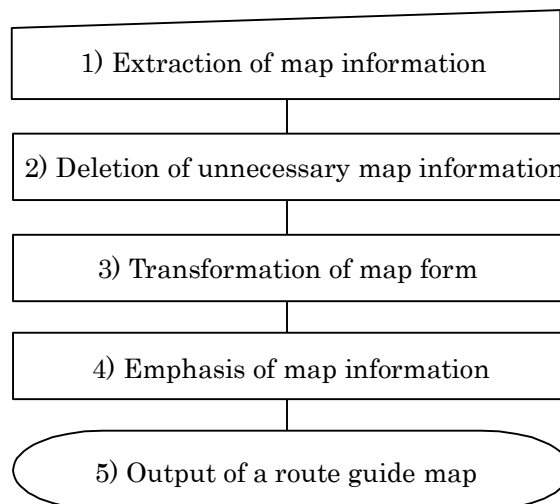 1) Extraction of map information
2) Deletion of unnecessary map information
3) Transformation of map form
4) Emphasis of map information
5) Output of a route guide map